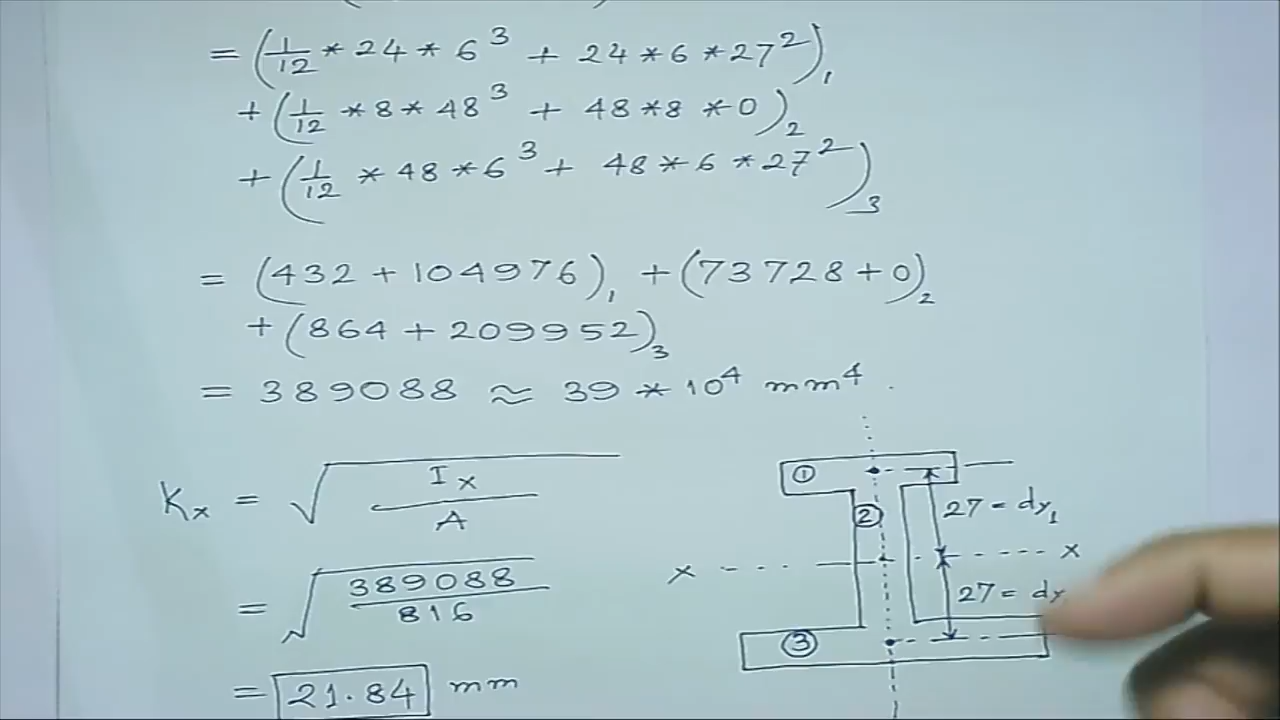 = (1/12 * 24 * 6³ + 24 * 6 * 27²)₁
+ (1/12 * 8 * 48³ + 48 * 8 * 0)₂
+ (1/12 * 48 * 6³ + 48 * 6 * 27²)₃
= (432 + 104976)₁ + (73728 + 0)₂
+ (864 + 209952)₃
= 389088 ≈ 39 * 10⁴ mm⁴.
Kx = √(Ix/A)
= √(389088/816)
= 21.84 mm
①
② 27 = dy₁
x x
27 = dy
③